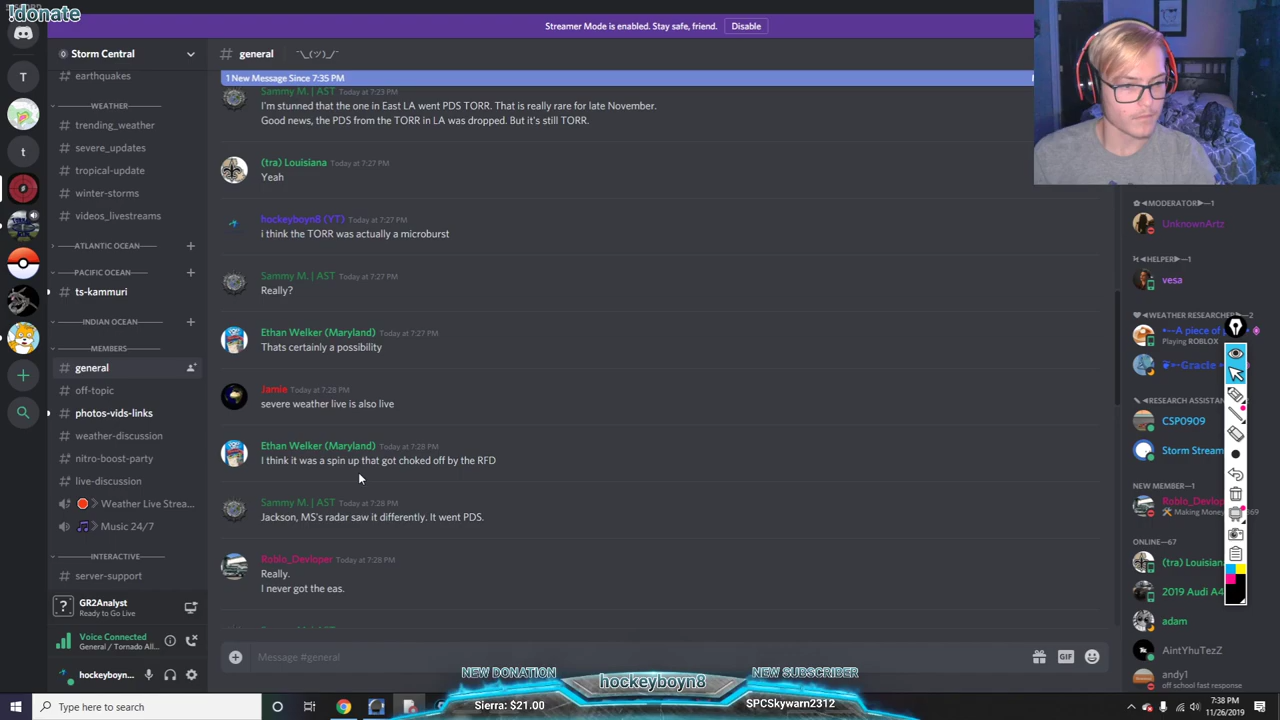 !donate
Streamer Mode is enabled. Stay safe, friend. Disable
Storm Central
# general ¯\_(ツ)_/¯
1 New Message Since 7:35 PM
T
t
# earthquakes
WEATHER
# trending_weather
# severe_updates
# tropical-update
# winter-storms
# videos_livestreams
ATLANTIC OCEAN
PACIFIC OCEAN
# ts-kammuri
INDIAN OCEAN
MEMBERS
# general
# off-topic
# photos-vids-links
# weather-discussion
# nitro-boost-party
# live-discussion
Weather Live Strea...
Music 24/7
INTERACTIVE
# server-support
GR2Analyst
Ready to Go Live
Voice Connected
General / Tornado All...
hockeyboyn...
Sammy M. | AST Today at 7:23 PM
I'm stunned that the one in East LA went PDS TORR. That is really rare for late November.
Good news, the PDS from the TORR in LA was dropped. But it's still TORR.
(tra) Louisiana Today at 7:27 PM
Yeah
hockeyboyn8 (YT) Today at 7:27 PM
i think the TORR was actually a microburst
Sammy M. | AST Today at 7:27 PM
Really?
Ethan Welker (Maryland) Today at 7:27 PM
Thats certainly a possibility
Jamie Today at 7:28 PM
severe weather live is also live
Ethan Welker (Maryland) Today at 7:28 PM
I think it was a spin up that got choked off by the RFD
Sammy M. | AST Today at 7:28 PM
Jackson, MS's radar saw it differently. It went PDS.
Roblo_Devloper Today at 7:28 PM
Really.
I never got the eas.
Message #general
GIF
MODERATOR—1
UnknownArtz
HELPER—1
vesa
WEATHER RESEARCHER—2
A piece of
Playing ROBLOX
Gracie
RESEARCH ASSISTAN
CSP0909
Storm Stream
NEW MEMBER—1
Roblo_Devlop
Making Money
ONLINE—67
(tra) Louisian
2019 Audi A4
adam
AintYhuTezZ
andy1
off school fast response
NEW DONATION
Sierra: $21.00
hockeyboyn8
NEW SUBSCRIBER
SPCSkywarn2312
Type here to search
7:38 PM
11/26/2019